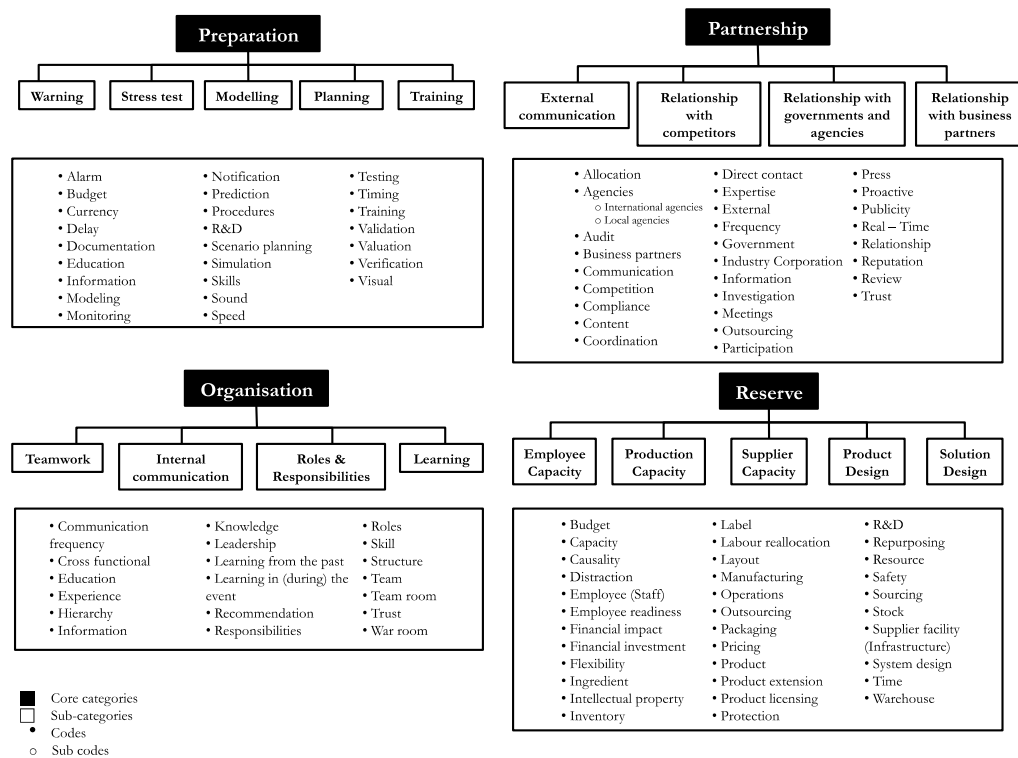 Preparation
Warning
Stress test
Modelling
Planning
Training
• Alarm
• Budget
• Currency
• Delay
• Documentation
• Education
• Information
• Modeling
• Monitoring
• Notification
• Prediction
• Procedures
• R&D
• Scenario planning
• Simulation
• Skills
• Sound
• Speed
• Testing
• Timing
• Training
• Validation
• Valuation
• Verification
• Visual
Partnership
External
communication
Relationship
with
competitors
Relationship with
governments and
agencies
Relationship
with business
partners
• Allocation
• Agencies
o International agencies
o Local agencies
• Audit
• Business partners
• Communication
• Competition
• Compliance
• Content
• Coordination
• Direct contact
• Expertise
• External
• Frequency
• Government
• Industry Corporation
• Information
• Investigation
• Meetings
• Outsourcing
• Participation
• Press
• Proactive
• Publicity
• Real – Time
• Relationship
• Reputation
• Review
• Trust
Organisation
Teamwork
Internal
communication
Roles &
Responsibilities
Learning
• Communication
frequency
• Cross functional
• Education
• Experience
• Hierarchy
• Information
• Knowledge
• Leadership
• Learning from the past
• Learning in (during) the
event
• Recommendation
• Responsibilities
• Roles
• Skill
• Structure
• Team
• Team room
• Trust
• War room
Reserve
Employee
Capacity
Production
Capacity
Supplier
Capacity
Product
Design
Solution
Design
• Budget
• Capacity
• Causality
• Distraction
• Employee (Staff)
• Employee readiness
• Financial impact
• Financial investment
• Flexibility
• Ingredient
• Intellectual property
• Inventory
• Label
• Labour reallocation
• Layout
• Manufacturing
• Operations
• Outsourcing
• Packaging
• Pricing
• Product
• Product extension
• Product licensing
• Protection
• R&D
• Repurposing
• Resource
• Safety
• Sourcing
• Stock
• Supplier facility
(Infrastructure)
• System design
• Time
• Warehouse
Core categories
Sub-categories
• Codes
o Sub codes